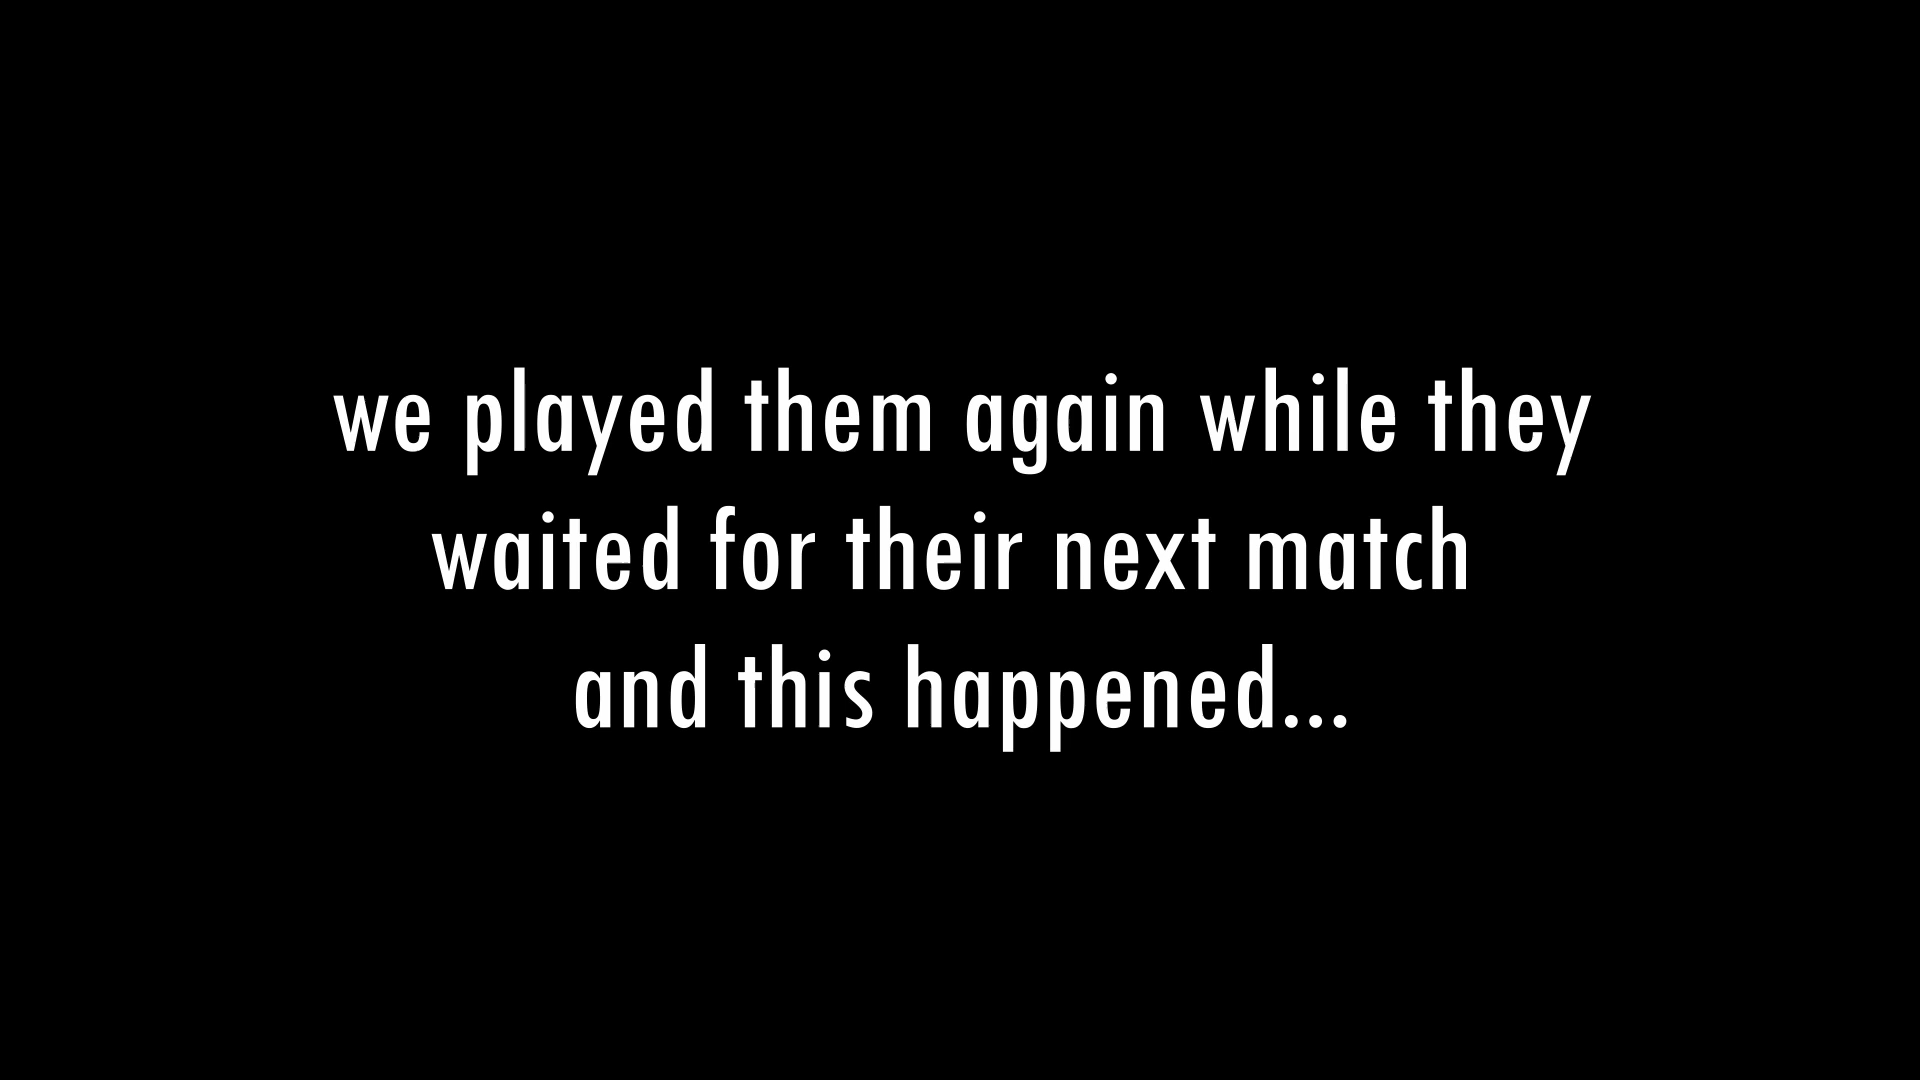 we played them again while they
waited for their next match
and this happened...